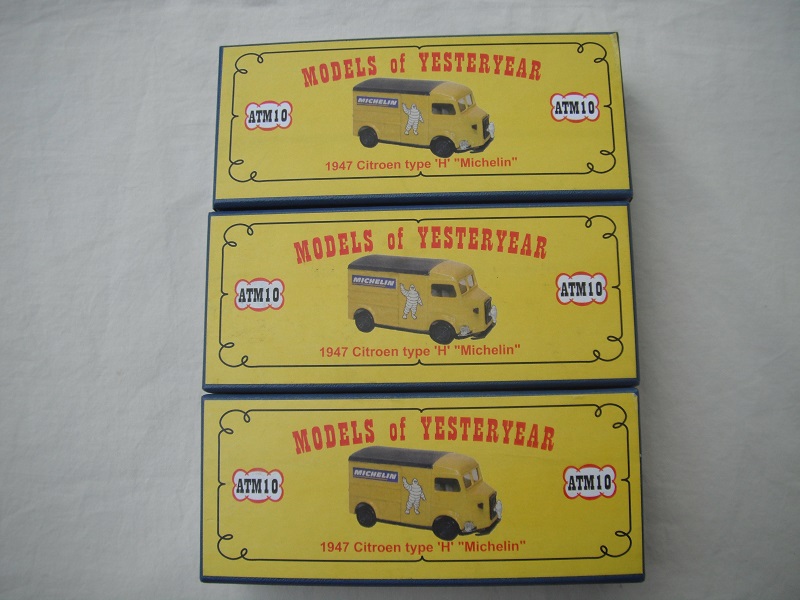 MODELS of YESTERYEAR
ATM10
MICHELIN
ATM10
1947 Citroen type 'H' "Michelin"
MODELS of YESTERYEAR
ATM10
MICHELIN
ATM10
1947 Citroen type 'H' "Michelin"
MODELS of YESTERYEAR
ATM10
MICHELIN
ATM10
1947 Citroen type 'H' "Michelin"